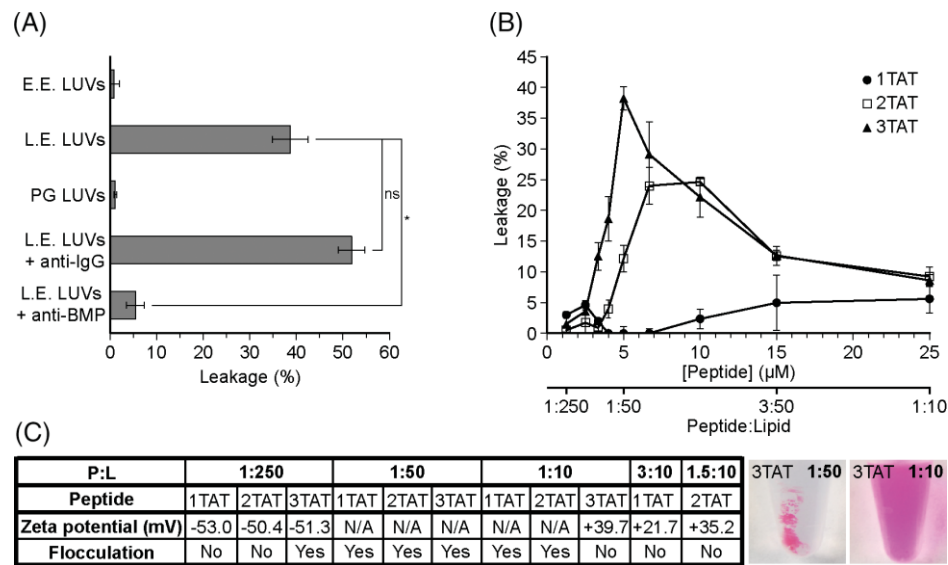 (A)
E.E. LUVs
L.E. LUVs
PG LUVs
L.E. LUVs
+ anti-IgG
L.E. LUVs
+ anti-BMP
ns
*
0 10 20 30 40 50 60
Leakage (%)
(B)
45
40
35
30
25
20
15
10
5
0
Leakage (%)
1TAT
2TAT
3TAT
0 5 10 15 20 25
[Peptide] (µM)
1:250 1:50 3:50 1:10
Peptide:Lipid
(C)
P:L 1:250 1:50 1:10 3:10 1.5:10
Peptide 1TAT 2TAT 3TAT 1TAT 2TAT 3TAT 1TAT 2TAT 3TAT 1TAT 2TAT
Zeta potential (mV) -53.0 -50.4 -51.3 N/A N/A N/A N/A N/A +39.7 +21.7 +35.2
Flocculation No No Yes Yes Yes Yes Yes Yes No No No
3TAT 1:50
3TAT 1:10